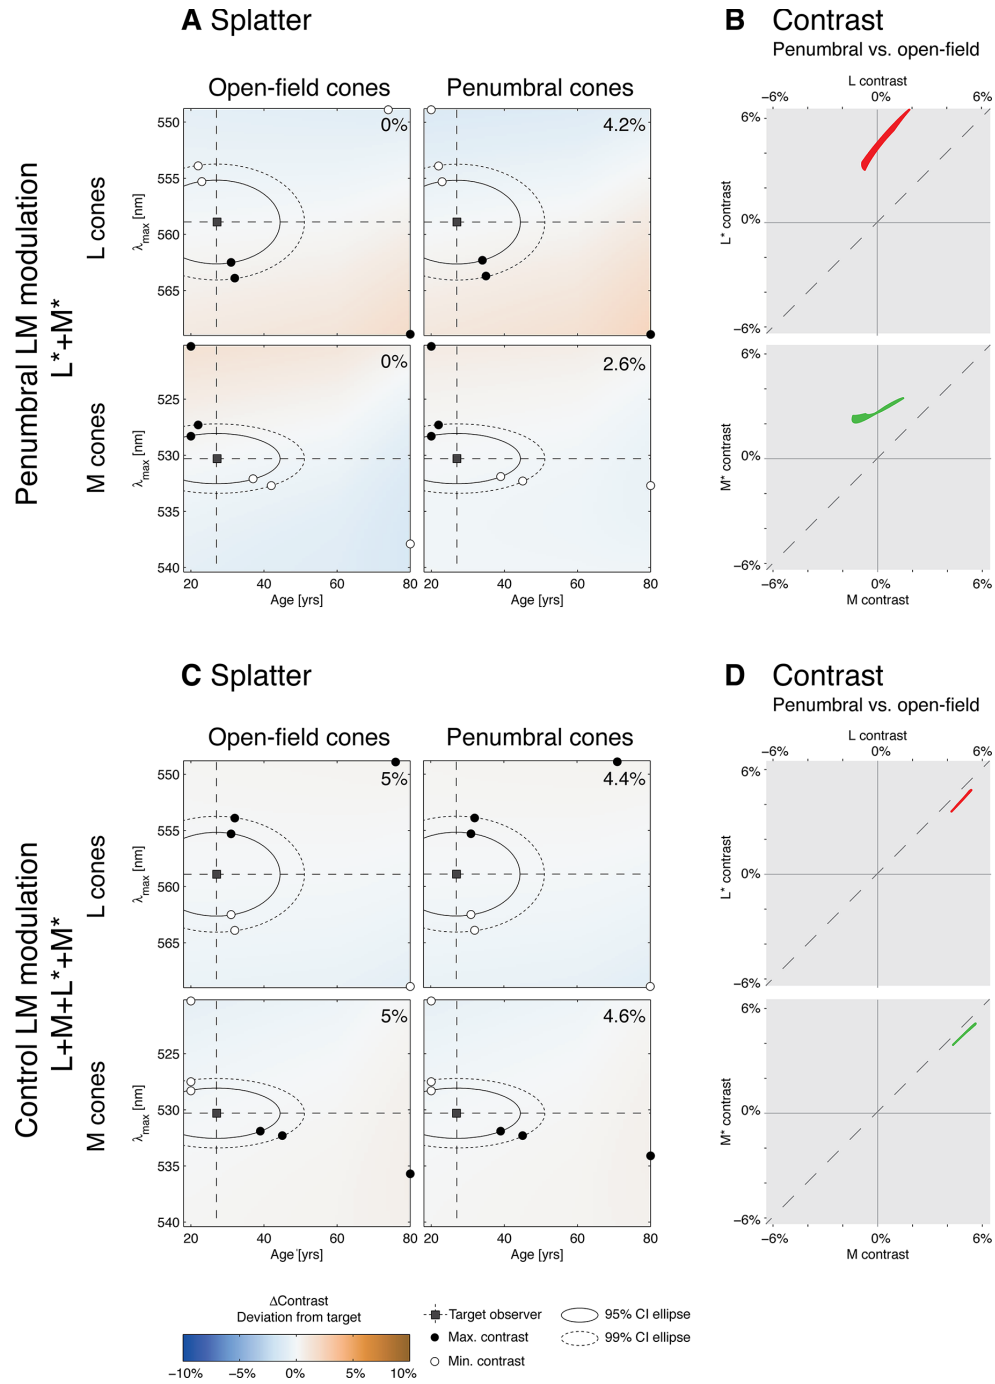 A Splatter
B Contrast
Penumbral vs. open-field
Open-field cones
Penumbral cones
L contrast
−6% 0% 6%
Penumbral LM modulation
L*+M*
L cones
λmax [nm]
550
555
560
565
0%
4.2%
6%
0%
−6%
L* contrast
M cones
λmax [nm]
525
530
535
540
0%
2.6%
6%
0%
−6%
M* contrast
20 40 60 80
Age [yrs]
20 40 60 80
Age [yrs]
−6% 0% 6%
M contrast
C Splatter
D Contrast
Penumbral vs. open-field
Open-field cones
Penumbral cones
L contrast
−6% 0% 6%
Control LM modulation
L+M+L*+M*
L cones
λmax [nm]
550
555
560
565
5%
4.4%
6%
0%
−6%
L* contrast
M cones
λmax [nm]
525
530
535
540
5%
4.6%
6%
0%
−6%
M* contrast
20 40 60 80
Age [yrs]
20 40 60 80
Age [yrs]
−6% 0% 6%
M contrast
ΔContrast
Deviation from target
−10% −5% 0% 5% 10%
Target observer
Max. contrast
Min. contrast
95% CI ellipse
99% CI ellipse